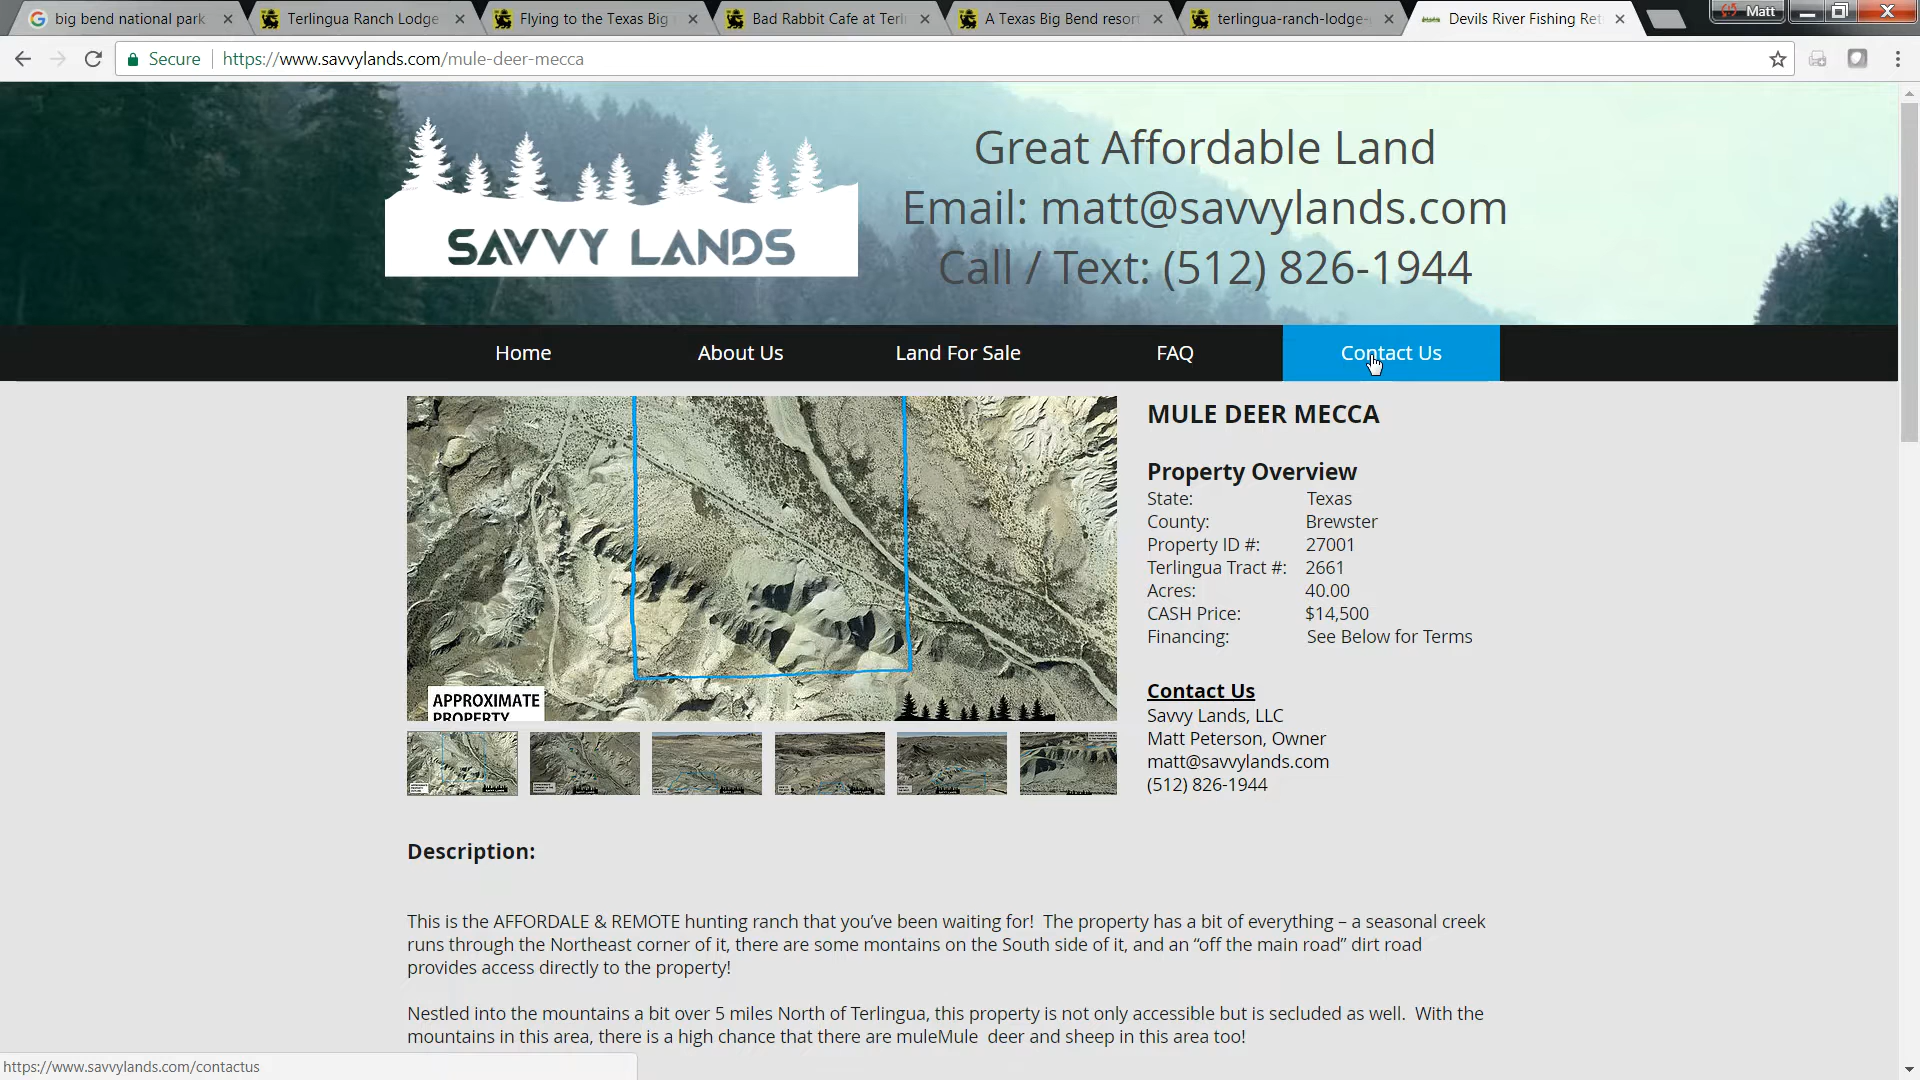 big bend national park
Terlingua Ranch Lodge
Flying to the Texas Big
Bad Rabbit Cafe at Terli
A Texas Big Bend resor
terlingua-ranch-lodge-
Devils River Fishing Ret
Matt
Secure
https://www.savvylands.com/mule-deer-mecca
Great Affordable Land
Email: matt@savvylands.com
Call / Text: (512) 826-1944
SAVVY LANDS
Home
About Us
Land For Sale
FAQ
Contact Us
APPROXIMATE
PROPERTY
MULE DEER MECCA
Property Overview
State: Texas
County: Brewster
Property ID #: 27001
Terlingua Tract #: 2661
Acres: 40.00
CASH Price: $14,500
Financing: See Below for Terms
Contact Us
Savvy Lands, LLC
Matt Peterson, Owner
matt@savvylands.com
(512) 826-1944
Description:
This is the AFFORDALE & REMOTE hunting ranch that you’ve been waiting for!  The property has a bit of everything – a seasonal creek
runs through the Northeast corner of it, there are some montains on the South side of it, and an “off the main road” dirt road
provides access directly to the property!
Nestled into the mountains a bit over 5 miles North of Terlingua, this property is not only accessible but is secluded as well.  With the
mountains in this area, there is a high chance that there are muleMule  deer and sheep in this area too!
https://www.savvylands.com/contactus